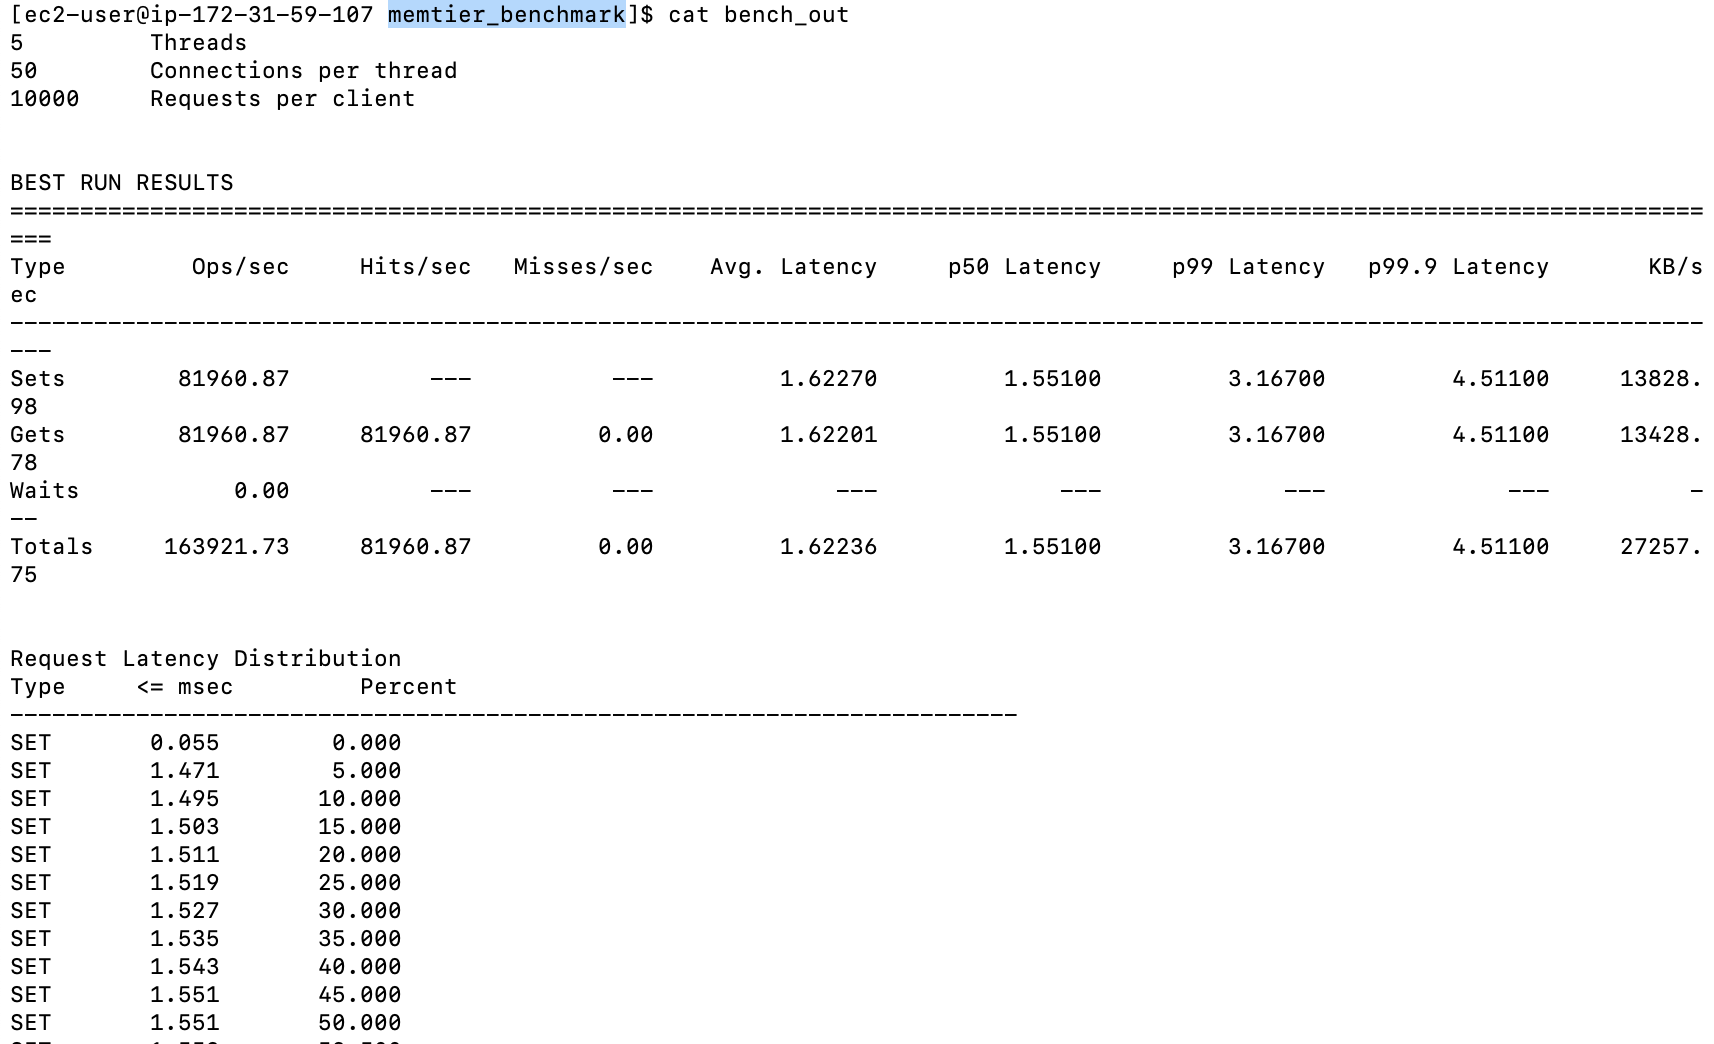 [ec2-user@ip-172-31-59-107 memtier_benchmark]$ cat bench_out
5         Threads
50        Connections per thread
10000     Requests per client
BEST RUN RESULTS
=========================================================================================================================
===
Type         Ops/sec     Hits/sec   Misses/sec    Avg. Latency     p50 Latency     p99 Latency   p99.9 Latency       KB/s
ec
-------------------------------------------------------------------------------------------------------------------------
---
Sets        81960.87          ---          ---         1.62270         1.55100         3.16700         4.51100     13828.
98
Gets        81960.87     81960.87         0.00         1.62201         1.55100         3.16700         4.51100     13428.
78
Waits           0.00          ---          ---             ---             ---             ---             ---          -
--
Totals     163921.73     81960.87         0.00         1.62236         1.55100         3.16700         4.51100     27257.
75
Request Latency Distribution
Type     <= msec         Percent
------------------------------------------------------------------------
SET       0.055        0.000
SET       1.471        5.000
SET       1.495       10.000
SET       1.503       15.000
SET       1.511       20.000
SET       1.519       25.000
SET       1.527       30.000
SET       1.535       35.000
SET       1.543       40.000
SET       1.551       45.000
SET       1.551       50.000